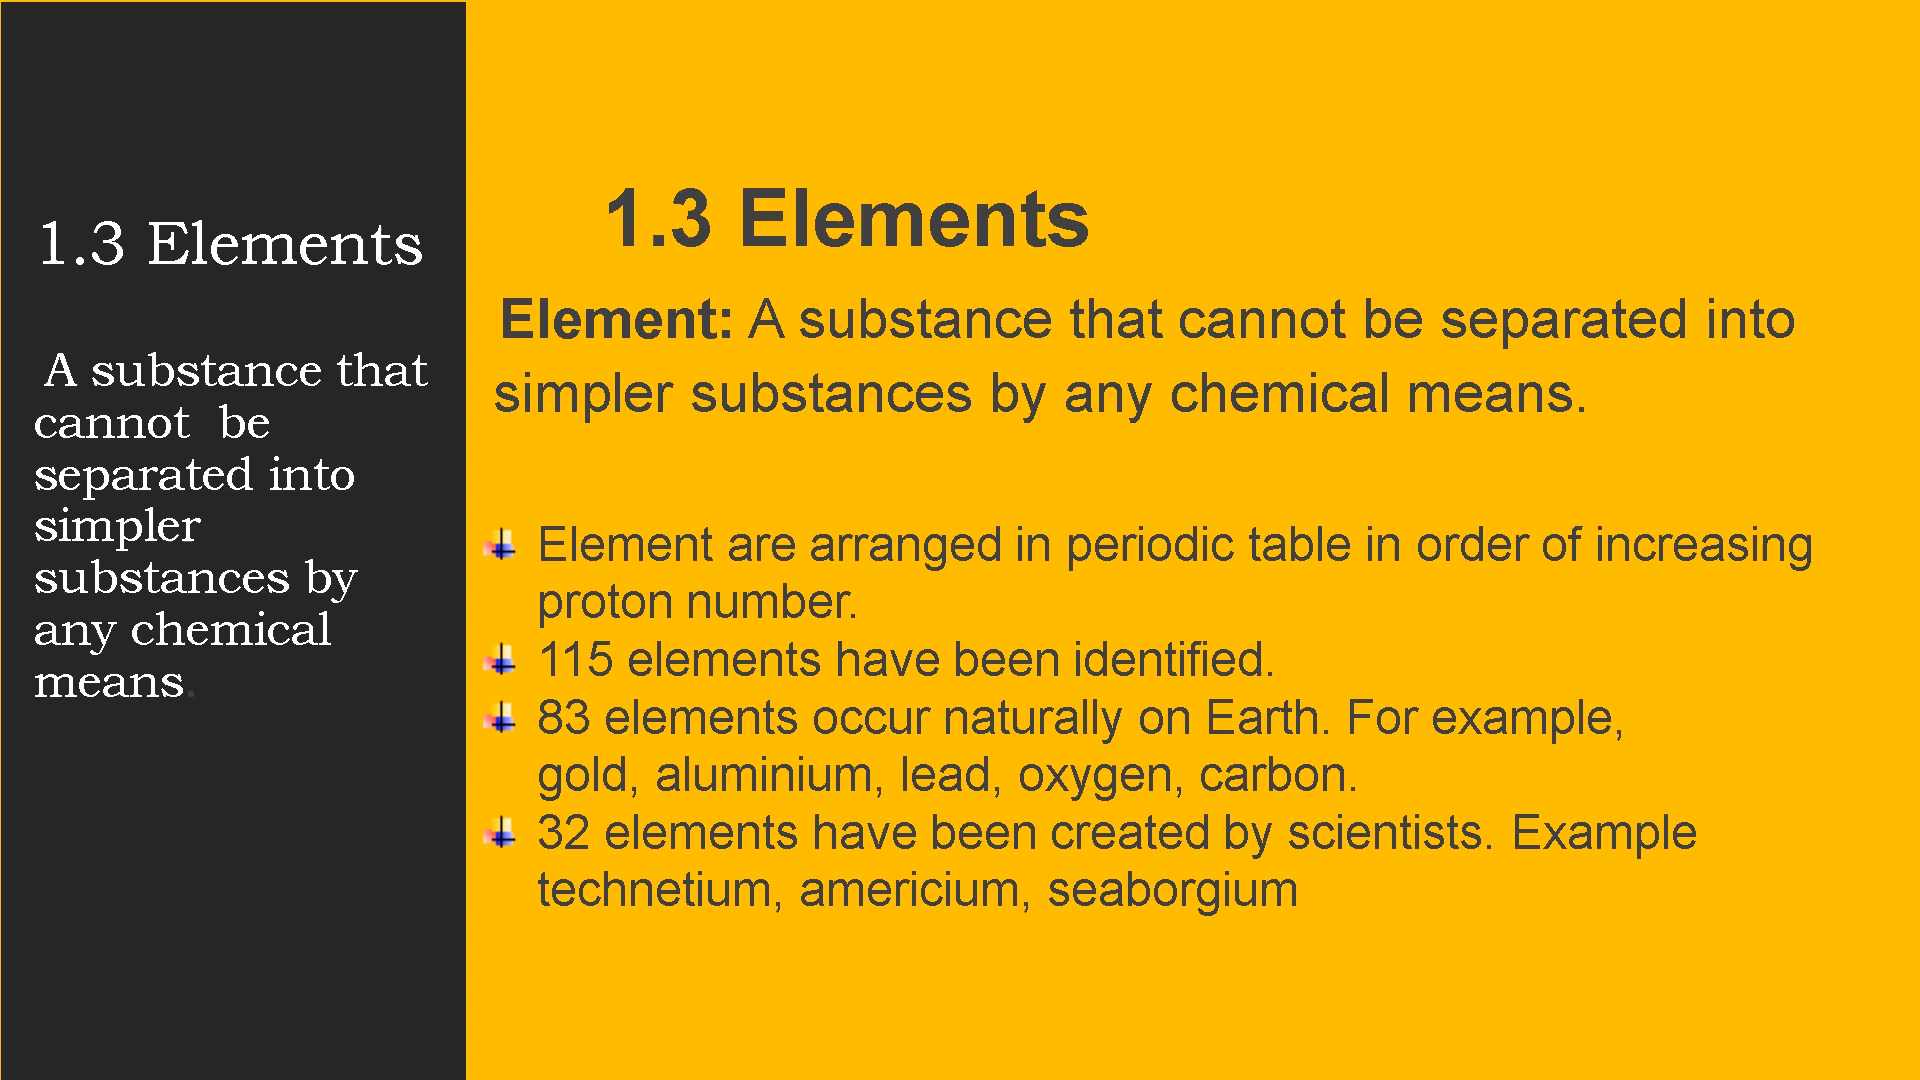 1.3 Elements
A substance that
cannot be
separated into
simpler
substances by
any chemical
means.
1.3 Elements
Element: A substance that cannot be separated into
simpler substances by any chemical means.
Element are arranged in periodic table in order of increasing
proton number.
115 elements have been identified.
83 elements occur naturally on Earth. For example,
gold, aluminium, lead, oxygen, carbon.
32 elements have been created by scientists. Example
technetium, americium, seaborgium